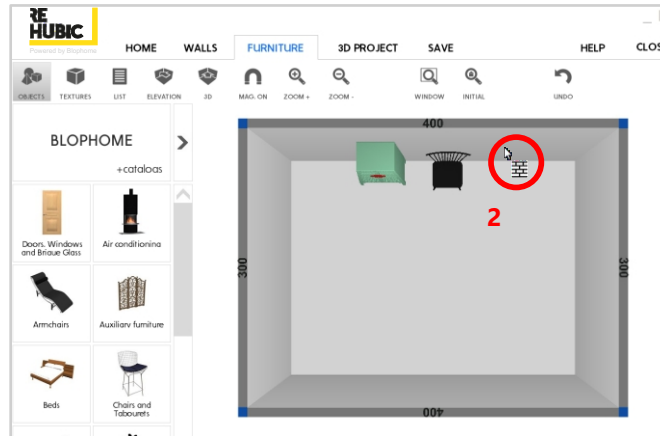 RE
HUBIC
Powered by Blophome
HOME WALLS FURNITURE 3D PROJECT SAVE HELP CLOS
OBJECTS TEXTURES LIST ELEVATION 3D MAG. ON ZOOM + ZOOM - WINDOW INITIAL UNDO
BLOPHOME
+cataloas
Doors. Windows
and Briaue Glass
Air conditionina
Armchairs
Auxiliarv furniture
Beds
Chairs and
Tabourets
400
300
300
400
2